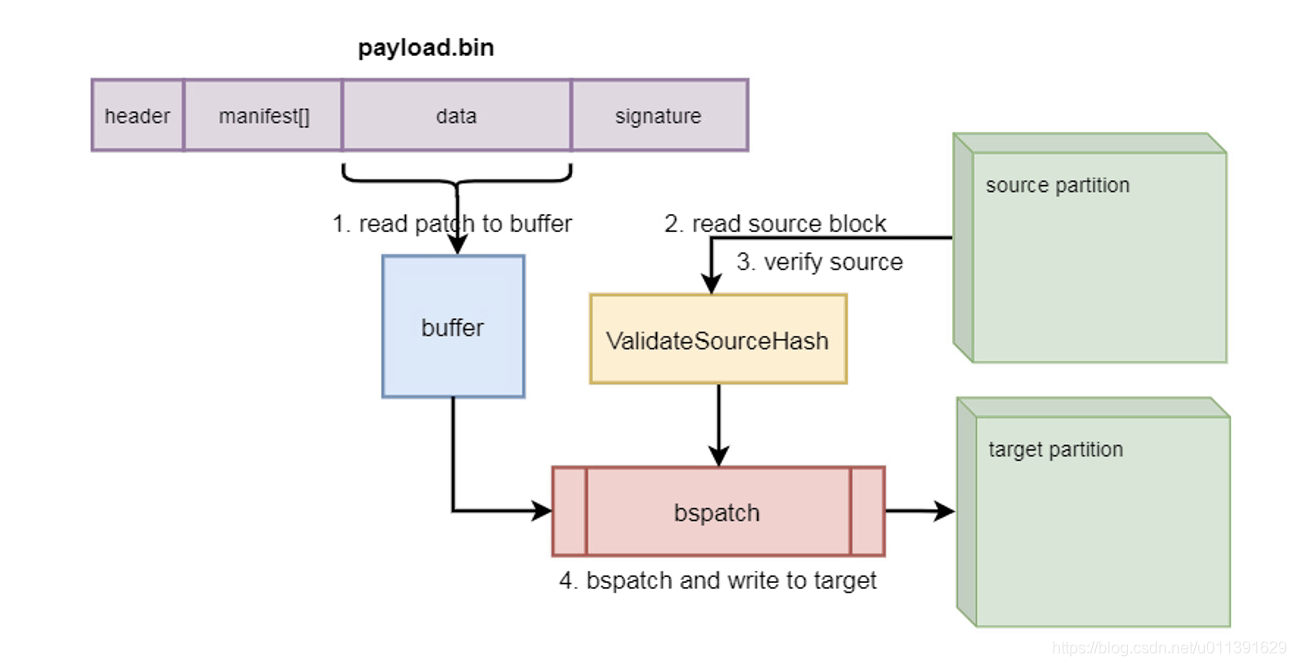 payload.bin
header
manifest[]
data
signature
source partition
1. read patch to buffer
2. read source block
3. verify source
buffer
ValidateSourceHash
target partition
bspatch
4. bspatch and write to target
https://blog.csdn.net/u011391629